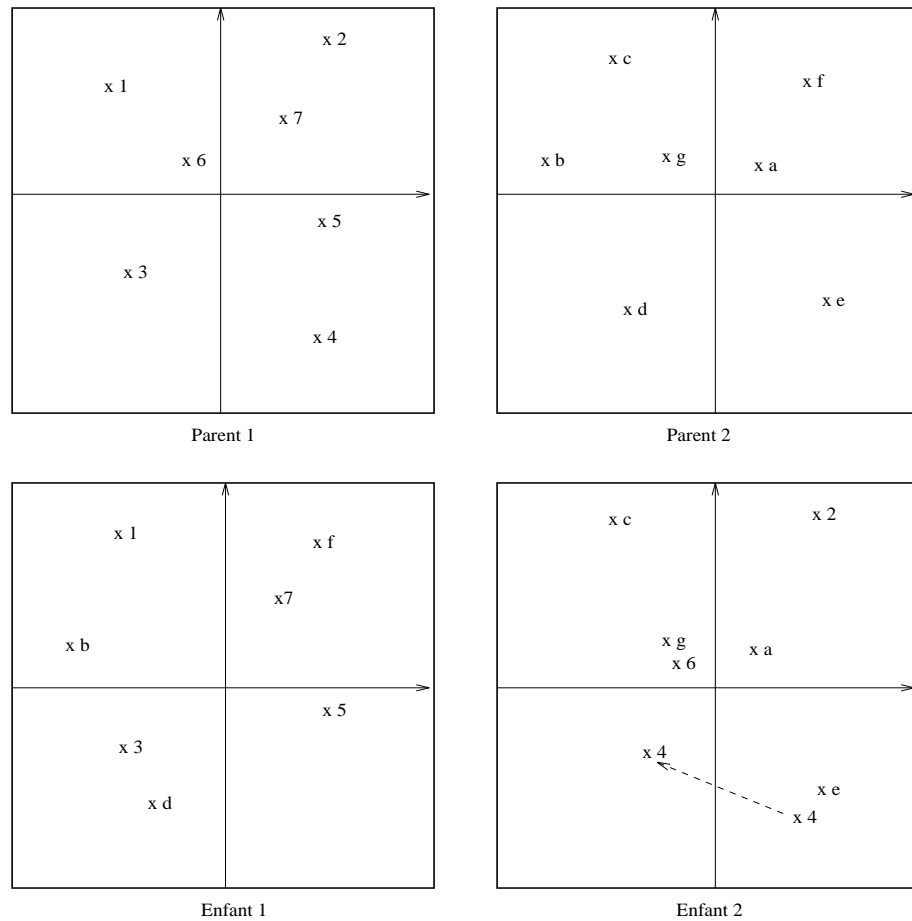 x 2
x 1
x 7
x 6
x 5
x 3
x 4
Parent 1
x c
x f
x b
x g
x a
x d
x e
Parent 2
x 1
x f
x7
x b
x 5
x 3
x d
Enfant 1
x c
x 2
x g
x a
x 6
x 4
x e
x 4
Enfant 2